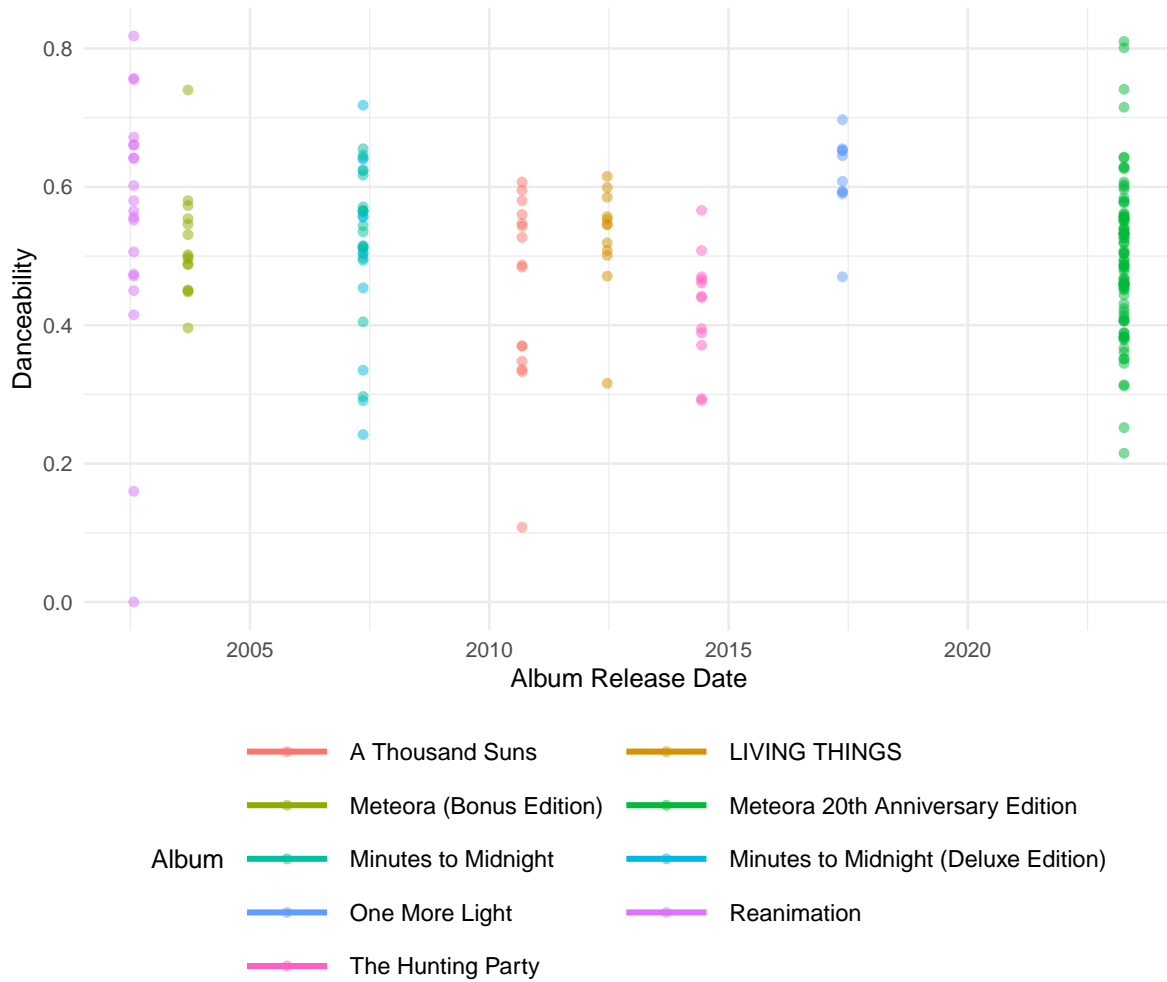 0.8
0.6
0.4
0.2
0.0
Danceability
2005 2010 2015 2020
Album Release Date
Album
A Thousand Suns LIVING THINGS
Meteora (Bonus Edition) Meteora 20th Anniversary Edition
Minutes to Midnight Minutes to Midnight (Deluxe Edition)
One More Light Reanimation
The Hunting Party